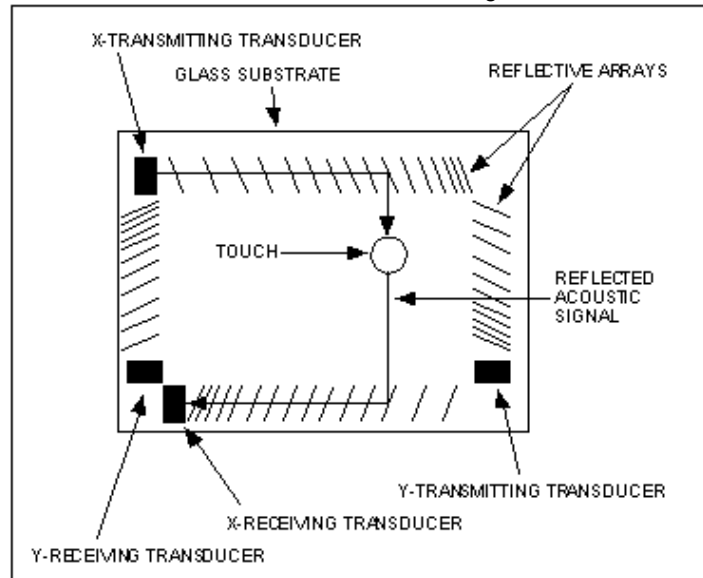 X-TRANSMITTING TRANSDUCER
GLASS SUBSTRATE
REFLECTIVE ARRAYS
TOUCH
REFLECTED
ACOUSTIC
SIGNAL
Y-TRANSMITTING TRANSDUCER
X-RECEIVING TRANSDUCER
Y-RECEIVING TRANSDUCER